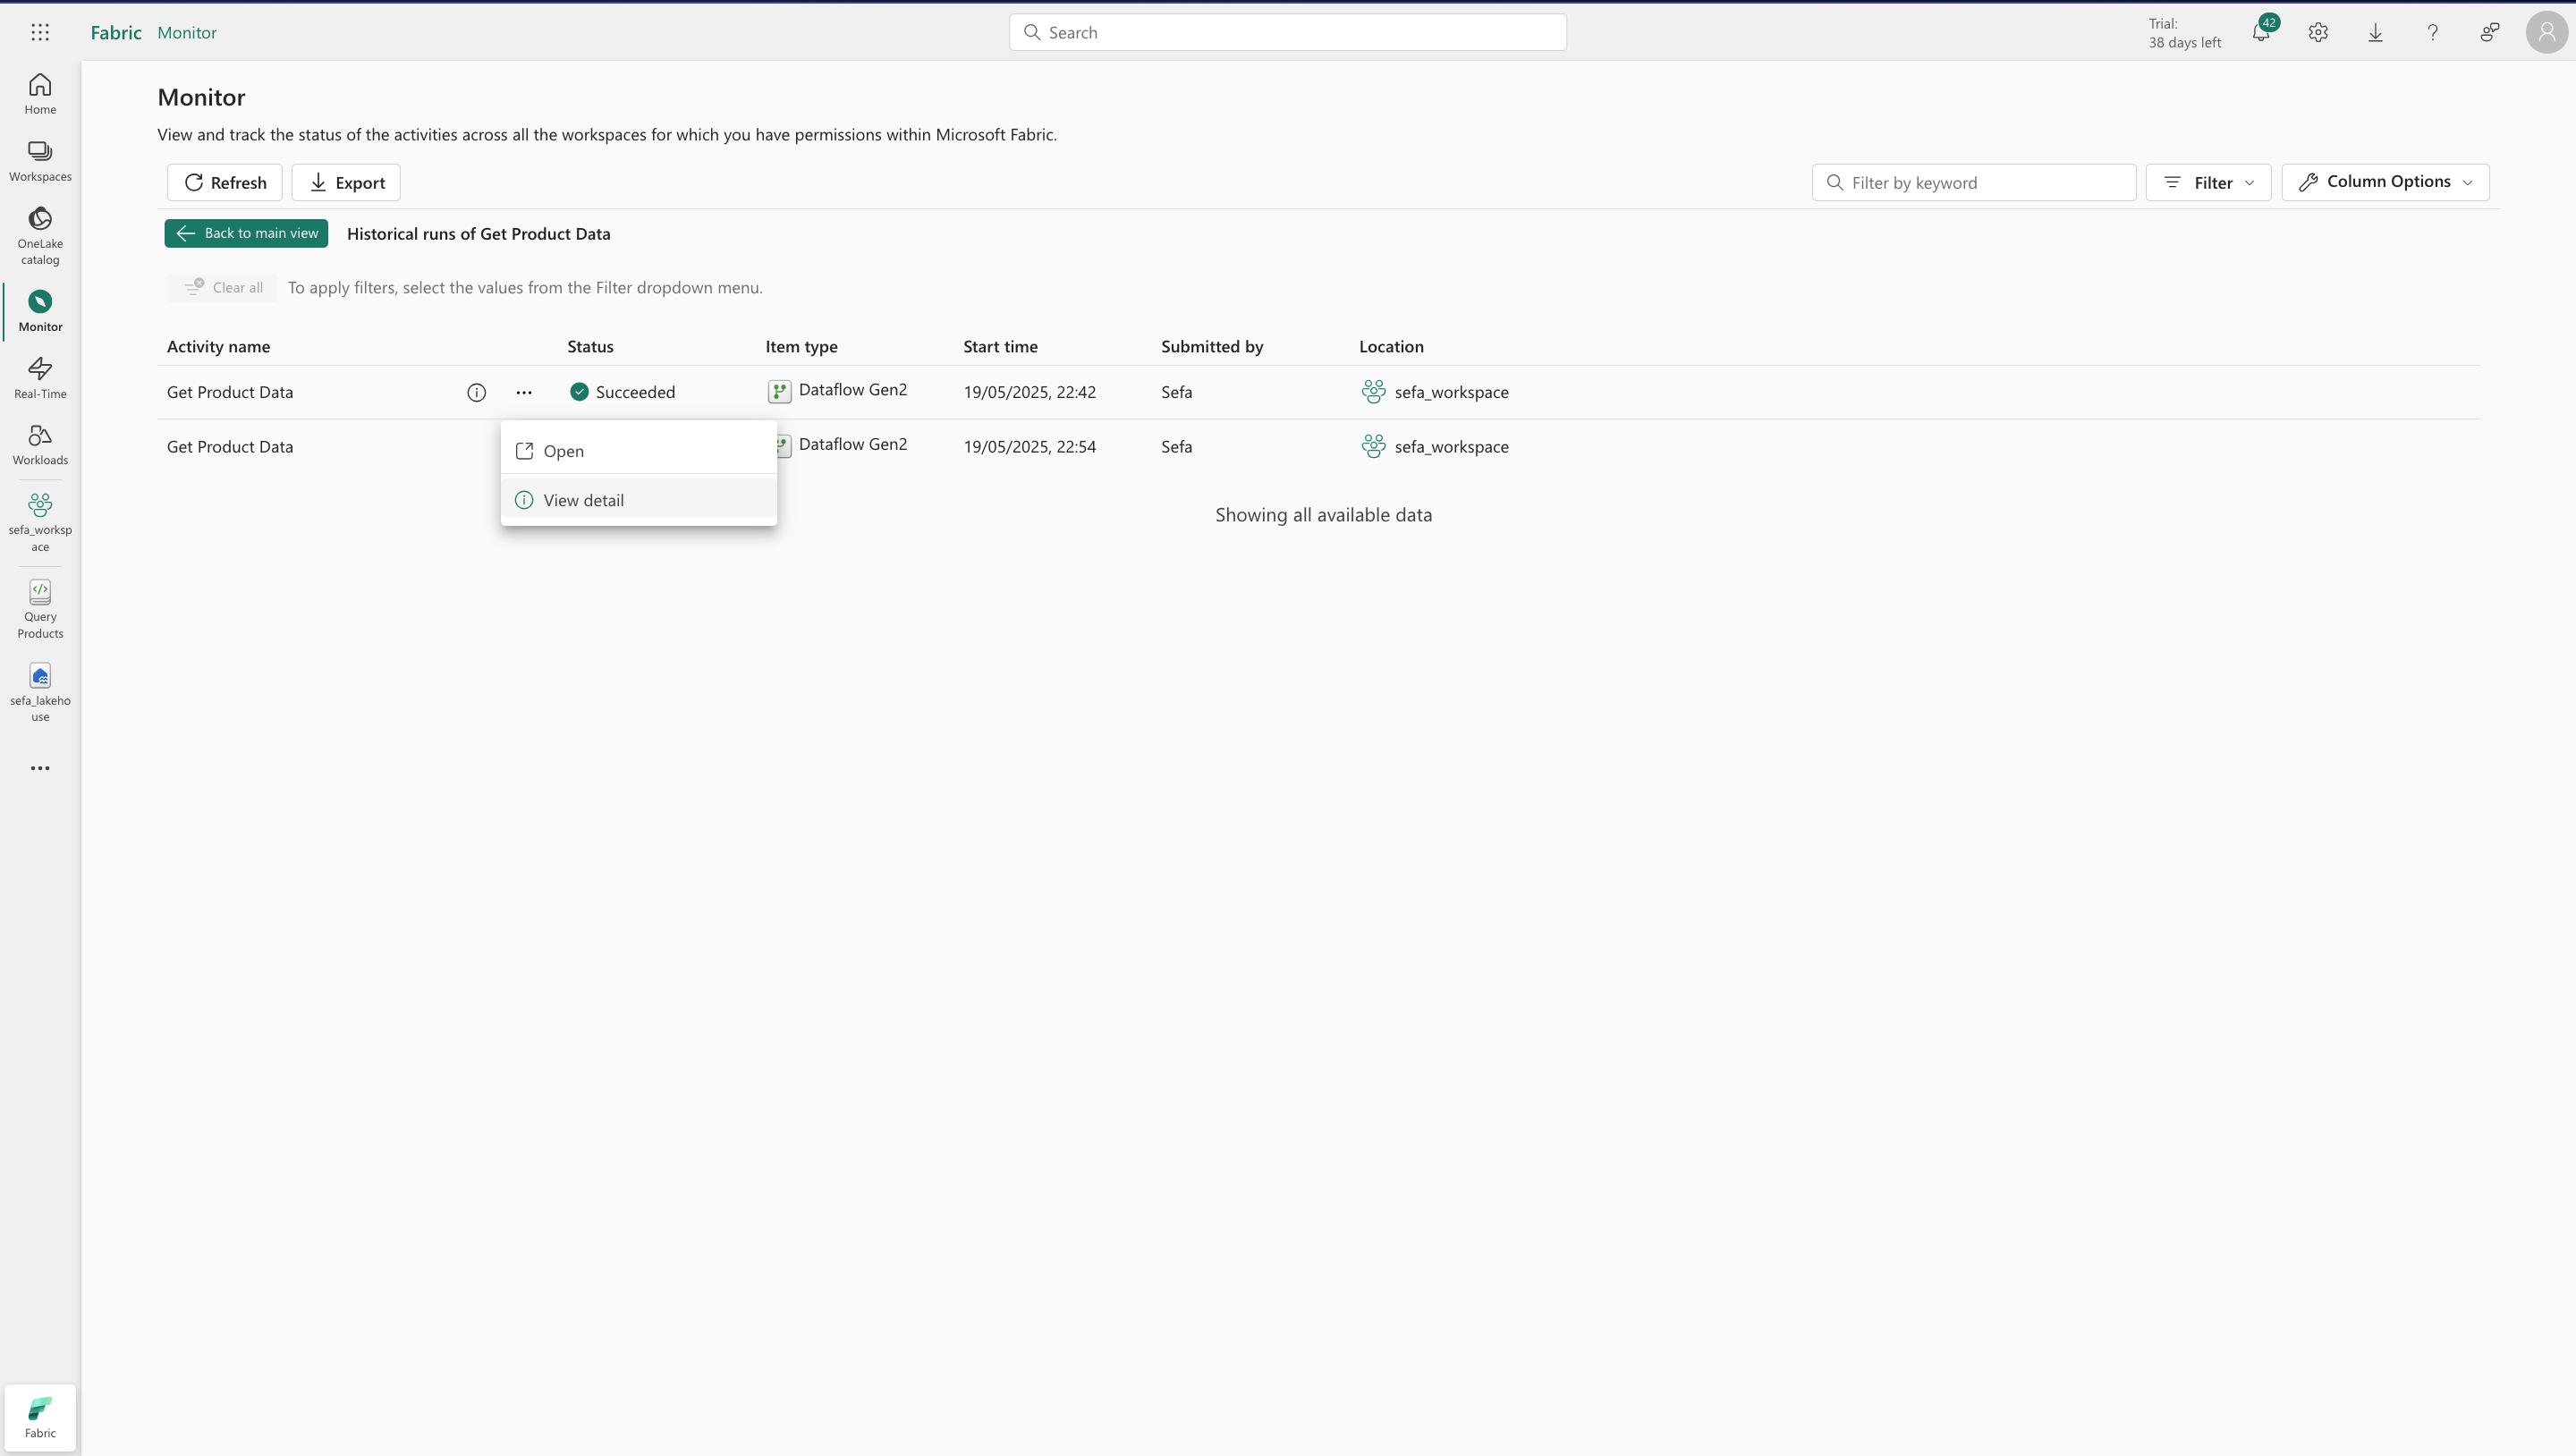 Fabric Monitor
Search
Trial:
38 days left
42
Home
Workspaces
OneLake
catalog
Monitor
Real-Time
Workloads
sefa_worksp
ace
Query
Products
sefa_lakeho
use
Fabric
Monitor
View and track the status of the activities across all the workspaces for which you have permissions within Microsoft Fabric.
Refresh Export Filter by keyword Filter Column Options
Back to main view Historical runs of Get Product Data
Clear all To apply filters, select the values from the Filter dropdown menu.
Activity name Status Item type Start time Submitted by Location
Get Product Data Succeeded Dataflow Gen2 19/05/2025, 22:42 Sefa sefa_workspace
Get Product Data Dataflow Gen2 19/05/2025, 22:54 Sefa sefa_workspace
Open
View detail
Showing all available data